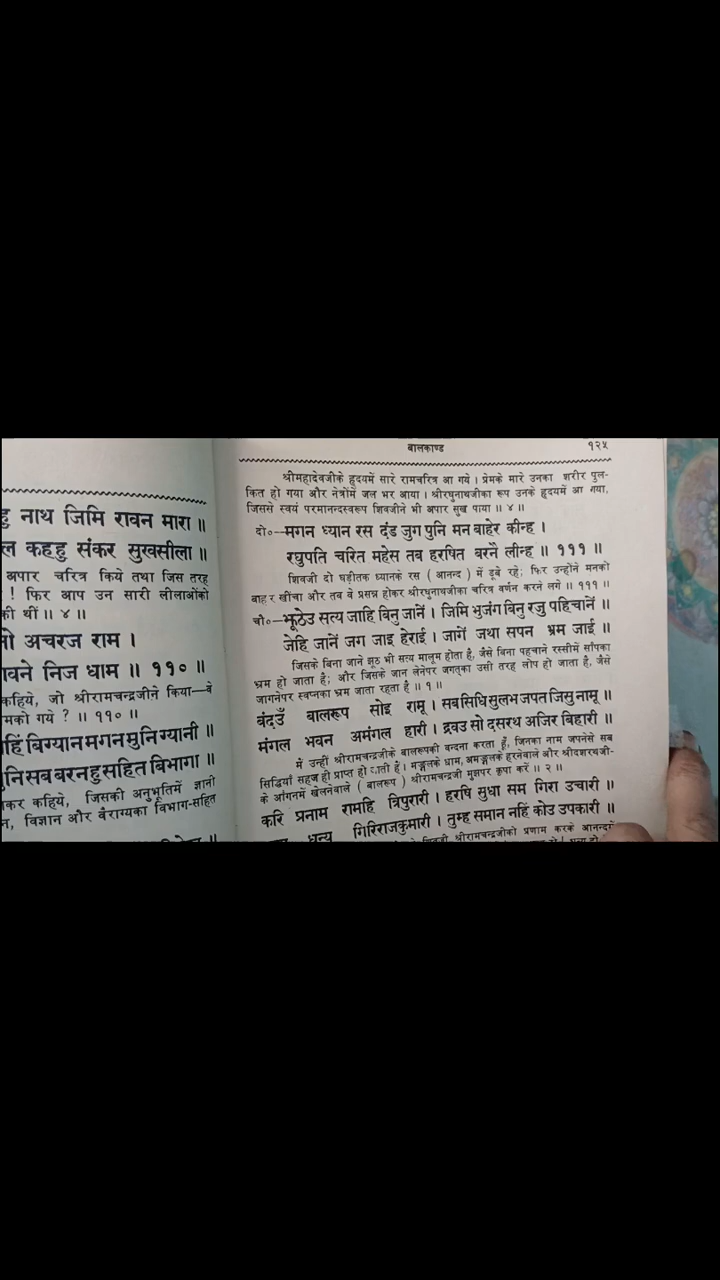 हु नाथ जिमि रावन मारा ॥
ल कहहु संकर सुखसीला ॥
अपार चरित्र किये तथा जिस तरह
! फिर आप उन सारी लीलाओंको
की थीं ॥ ४ ॥
अचरज राम ।
निज धाम ॥ ११० ॥
कहिये, जो श्रीरामचन्द्रजीने किया—वे
मको गये ? ॥ ११० ॥
हिं बिग्यान मगन मुनि ग्यानी ॥
नि सब बरनहु सहित बिभागा ॥
कर कहिये, जिसकी अनुभूतिमें ज्ञानी
न, विज्ञान और वैराग्यका विभाग-सहित
बालकाण्ड १२५
श्रीमहादेवजीके हृदयमें सारे रामचरित्र आ गये । प्रेमके मारे उनका शरीर पुल-
कित हो गया और नेत्रोंमें जल भर आया । श्रीरघुनाथजीका रूप उनके हृदयमें आ गया,
जिससे स्वयं परमानन्दस्वरूप शिवजीने भी अपार सुख पाया ॥ ४ ॥
दो०—मगन ध्यान रस दंड जुग पुनि मन बाहेर कीन्ह ।
रघुपति चरित महेस तब हरषित बरनै लीन्ह ॥ १११ ॥
शिवजी दो घड़ीतक ध्यानके रस ( आनन्द ) में डूबे रहे; फिर उन्होंने मनको
बाहर खींचा और तब वे प्रसन्न होकर श्रीरघुनाथजीका चरित्र वर्णन करने लगे ॥ १११ ॥
चौ०—झूठेउ सत्य जाहि बिनु जानें । जिमि भुजंग बिनु रजु पहिचानें ॥
जेहि जानें जग जाइ हेराई । जागें जथा सपन भ्रम जाई ॥
जिसके बिना जाने झूठ भी सत्य मालूम होता है, जैसे बिना पहचाने रस्सीमें साँपका
भ्रम हो जाता है; और जिसके जान लेनेपर जगत्‌का उसी तरह लोप हो जाता है, जैसे
जागनेपर स्वप्नका भ्रम जाता रहता है ॥ १ ॥
बंदउँ बालरूप सोइ रामू । सब सिधि सुलभ जपत जिसु नामू ॥
मंगल भवन अमंगल हारी । द्रवउ सो दसरथ अजिर बिहारी ॥
मैं उन्हीं श्रीरामचन्द्रजीके बालरूपकी वन्दना करता हूँ, जिनका नाम जपनेसे सब
सिद्धियाँ सहज ही प्राप्त हो जाती हैं। मङ्गलके धाम, अमङ्गलके हरनेवाले और श्रीदशरथजी-
के आँगनमें खेलनेवाले ( बालरूप ) श्रीरामचन्द्रजी मुझपर कृपा करें ॥ २ ॥
करि प्रनाम रामहि त्रिपुरारी । हरषि सुधा सम गिरा उचारी ॥
धन्य गिरिराजकुमारी । तुम्ह समान नहिं कोउ उपकारी ॥
शिवजी श्रीरामचन्द्रजीको प्रणाम करके आनन्दमें